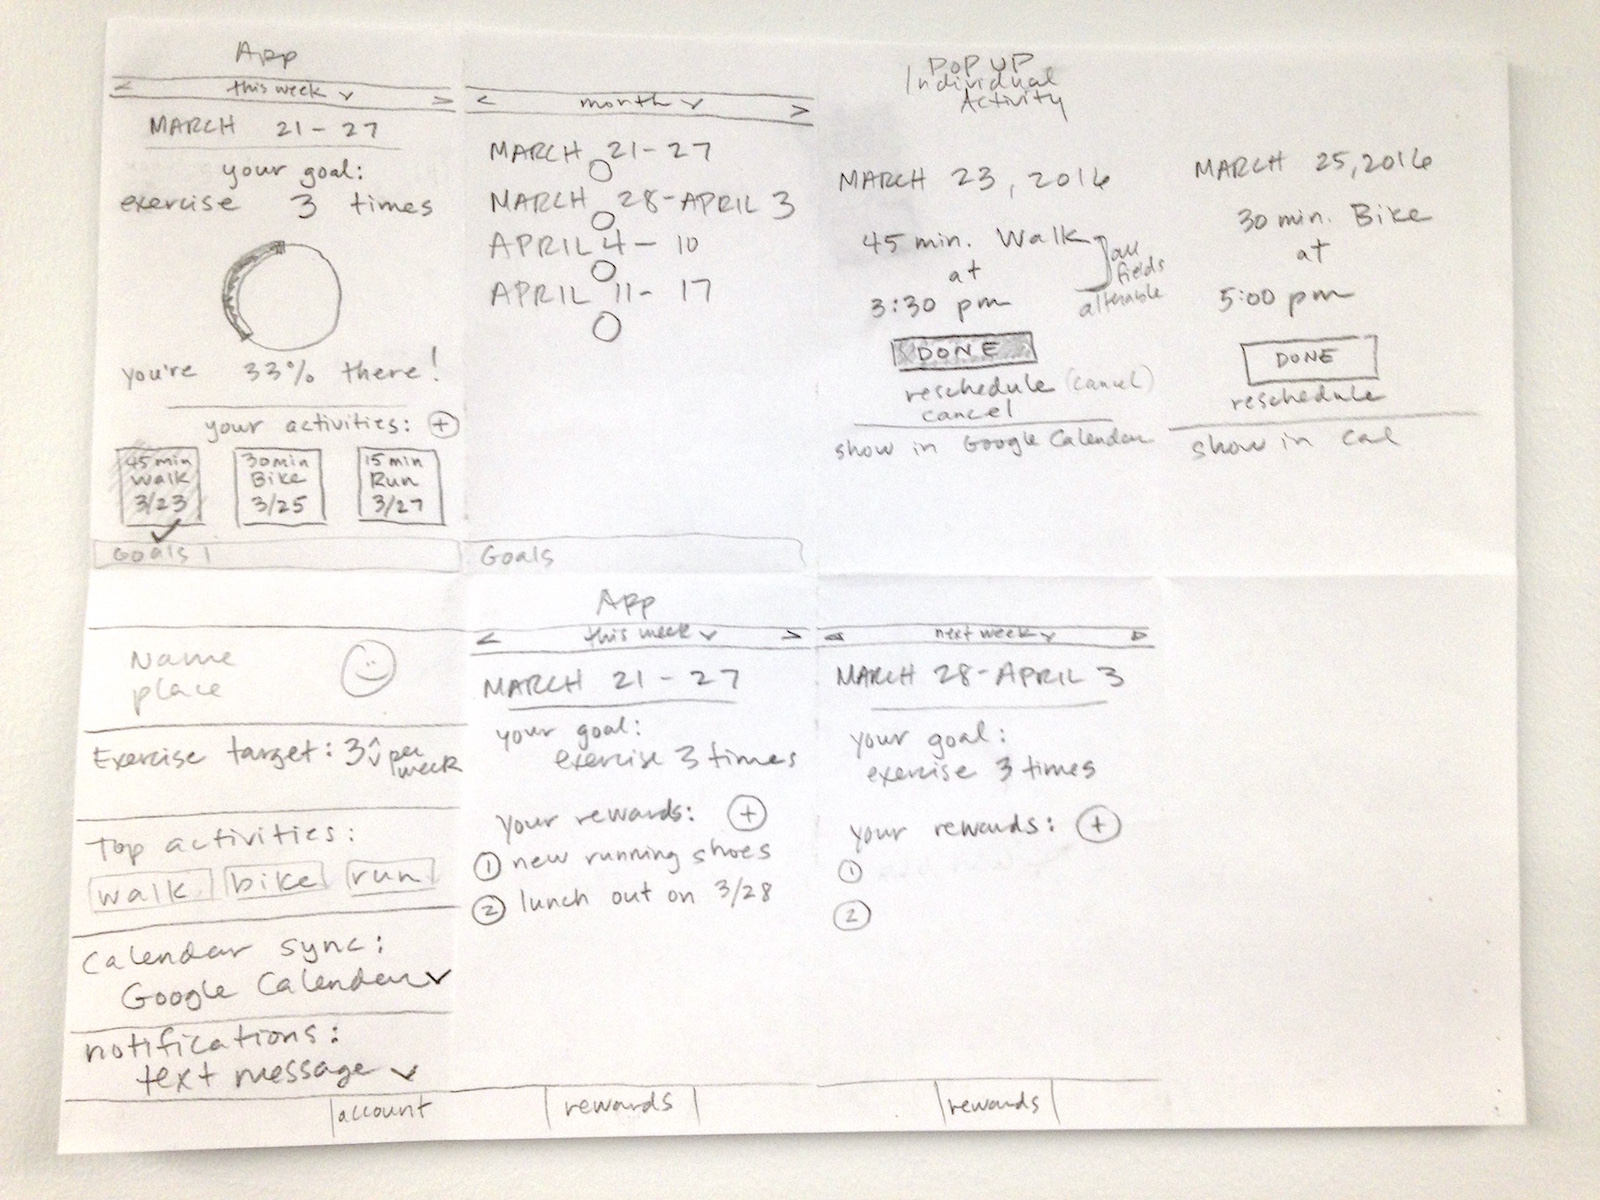 App
< this week ⌄ >
MARCH 21 - 27
your goal:
exercise 3 times
you're 33% there!
your activities: +
45 min
walk
3/23
30 min
Bike
3/25
15 min
Run
3/27
Goals |
< month ⌄ >
MARCH 21 - 27
MARCH 28 - APRIL 3
APRIL 4 - 10
APRIL 11 - 17
Goals
POP UP
Individual
Activity
MARCH 23, 2016
45 min. Walk
at
3:30 pm
all
fields
alterable
DONE
reschedule (cancel)
cancel
show in Google Calendar
MARCH 25, 2016
30 min. Bike
at
5:00 pm
DONE
reschedule
show in cal
Name
place
Exercise target: 3 per
week
Top activities:
walk bike run
Calendar sync:
Google Calendar ⌄
notifications:
text message ⌄
account
App
< this week ⌄ >
MARCH 21 - 27
your goal:
exercise 3 times
your rewards: +
1 new running shoes
2 lunch out on 3/28
rewards
next week ⌄
MARCH 28 - APRIL 3
your goal:
exercise 3 times
your rewards: +
1
2
rewards